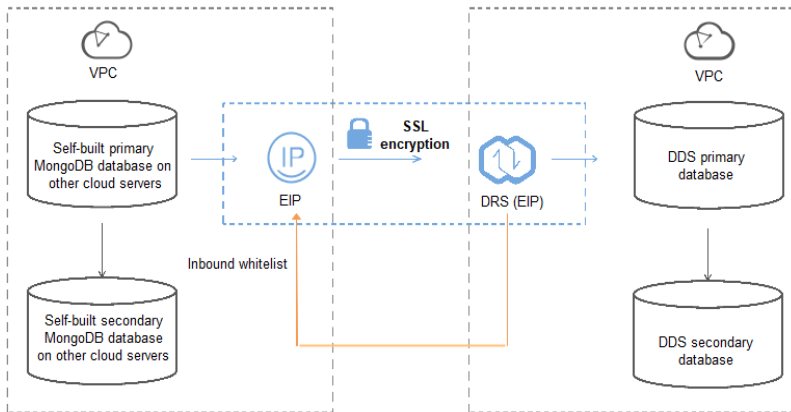 VPC
VPC
Self-built primary
MongoDB database on
other cloud servers
IP
EIP
SSL
encryption
DRS (EIP)
DDS primary
database
Inbound whitelist
Self-built secondary
MongoDB database
on other cloud servers
DDS secondary
database